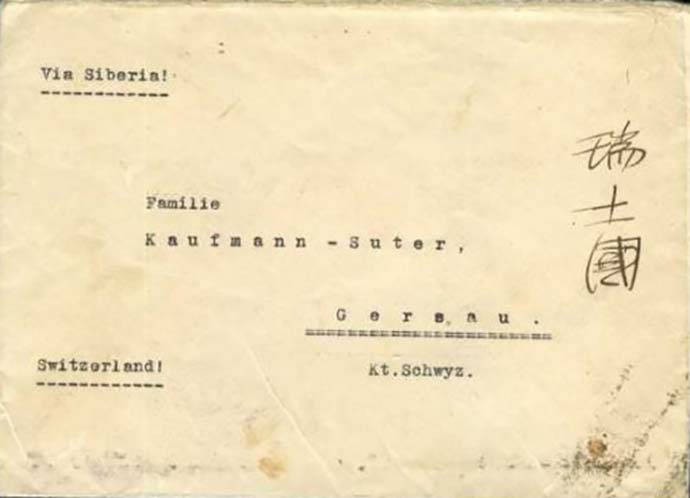 Via Siberia!
Familie
Kaufmann - Suter,
Gersau.
Kt.Schwyz.
Switzerland!
瑞
士
國